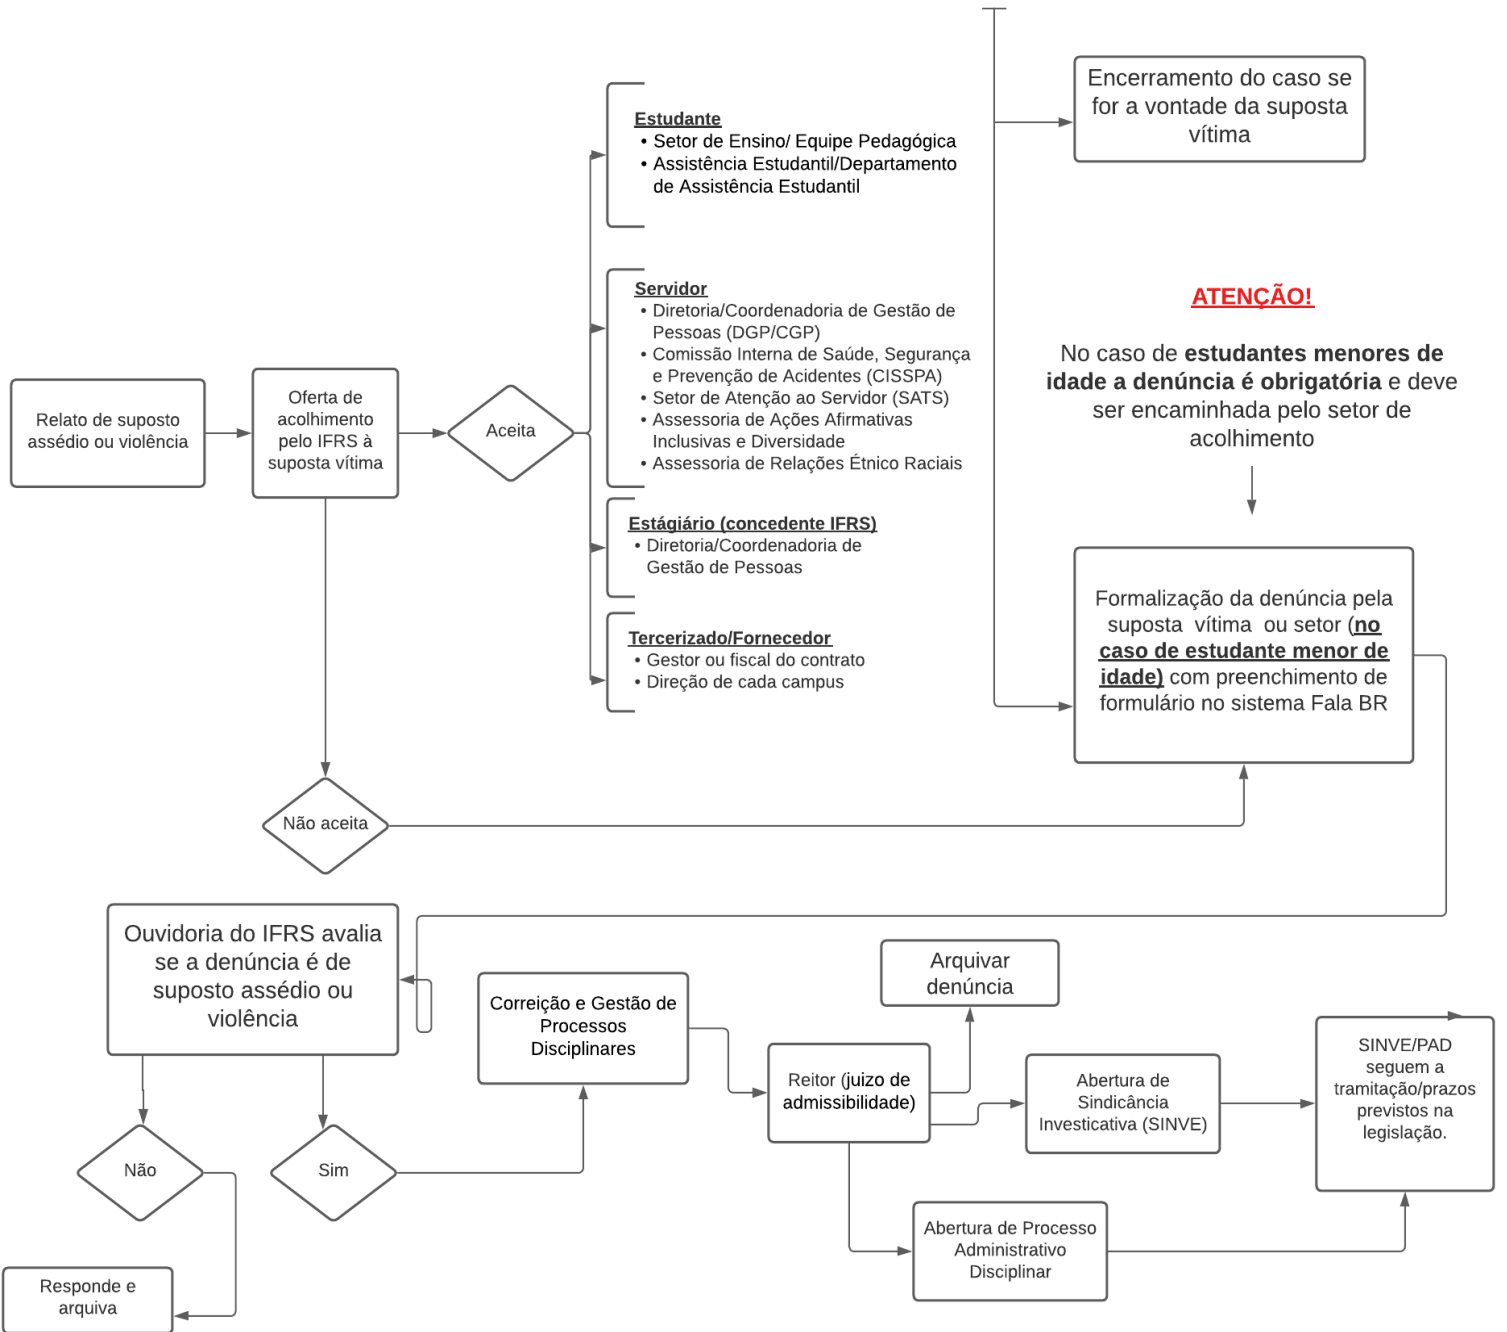 Relato de suposto
assédio ou violência
Oferta de
acolhimento
pelo IFRS à
suposta vítima
Aceita
Estudante
• Setor de Ensino/ Equipe Pedagógica
• Assistência Estudantil/Departamento
de Assistência Estudantil
Servidor
• Diretoria/Coordenadoria de Gestão de
Pessoas (DGP/CGP)
• Comissão Interna de Saúde, Segurança
e Prevenção de Acidentes (CISSPA)
• Setor de Atenção ao Servidor (SATS)
• Assessoria de Ações Afirmativas
Inclusivas e Diversidade
• Assessoria de Relações Étnico Raciais
Estágiário (concedente IFRS)
• Diretoria/Coordenadoria de
Gestão de Pessoas
Tercerizado/Fornecedor
• Gestor ou fiscal do contrato
• Direção de cada campus
Encerramento do caso se
for a vontade da suposta
vítima
ATENÇÃO!
No caso de estudantes menores de
idade a denúncia é obrigatória e deve
ser encaminhada pelo setor de
acolhimento
Formalização da denúncia pela
suposta vítima ou setor (no
caso de estudante menor de
idade) com preenchimento de
formulário no sistema Fala BR
Não aceita
Ouvidoria do IFRS avalia
se a denúncia é de
suposto assédio ou
violência
Não
Sim
Responde e
arquiva
Correição e Gestão de
Processos
Disciplinares
Reitor (juizo de
admissibilidade)
Arquivar
denúncia
Abertura de
Sindicância
Investicativa (SINVE)
Abertura de Processo
Administrativo
Disciplinar
SINVE/PAD
seguem a
tramitação/prazos
previstos na
legislação.